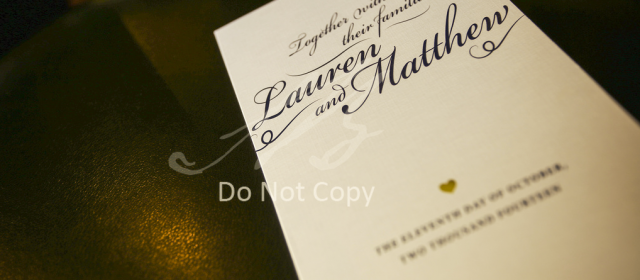 Together with
their families
Lauren
and Matthew
Do Not Copy
THE ELEVENTH DAY OF OCTOBER,
TWO THOUSAND FOURTEEN